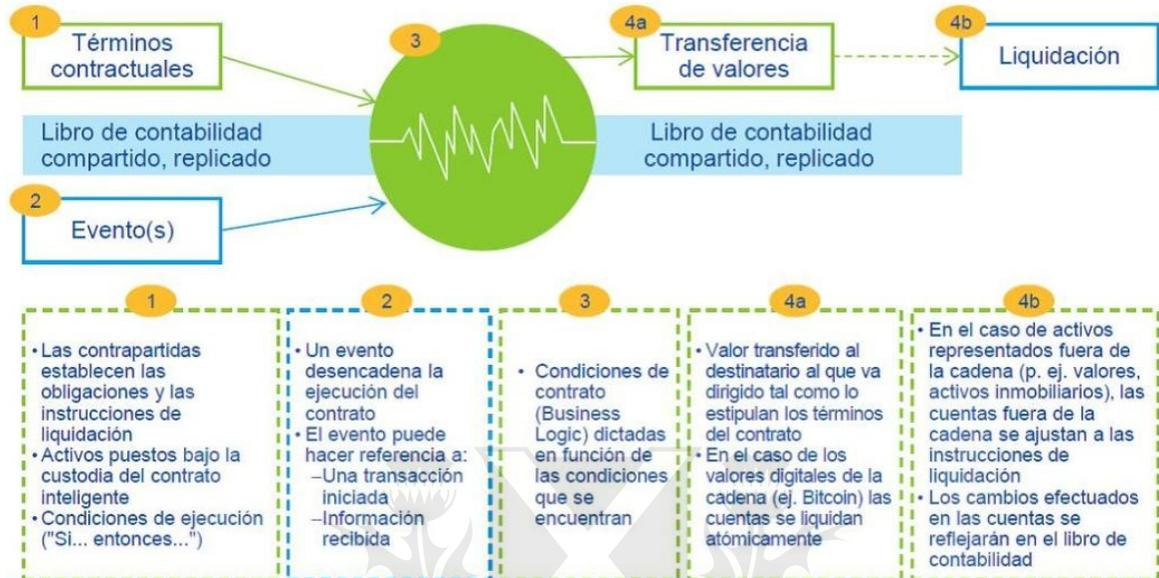 1
Términos
contractuales
3
4a
Transferencia
de valores
4b
Liquidación
Libro de contabilidad
compartido, replicado
Libro de contabilidad
compartido, replicado
2
Evento(s)
1
• Las contrapartidas
establecen las
obligaciones y las
instrucciones de
liquidación
• Activos puestos bajo la
custodia del contrato
inteligente
• Condiciones de ejecución
("Si... entonces...")
2
• Un evento
desencadena la
ejecución del
contrato
• El evento puede
hacer referencia a:
–Una transacción
iniciada
–Información
recibida
3
• Condiciones de
contrato
(Business
Logic) dictadas
en función de
las condiciones
que se
encuentran
4a
• Valor transferido al
destinatario al que va
dirigido tal como lo
estipulan los términos
del contrato
• En el caso de los
valores digitales de la
cadena (ej. Bitcoin) las
cuentas se liquidan
atómicamente
4b
• En el caso de activos
representados fuera de
la cadena (p. ej. valores,
activos inmobiliarios), las
cuentas fuera de la
cadena se ajustan a las
instrucciones de
liquidación
• Los cambios efectuados
en las cuentas se
reflejarán en el libro de
contabilidad